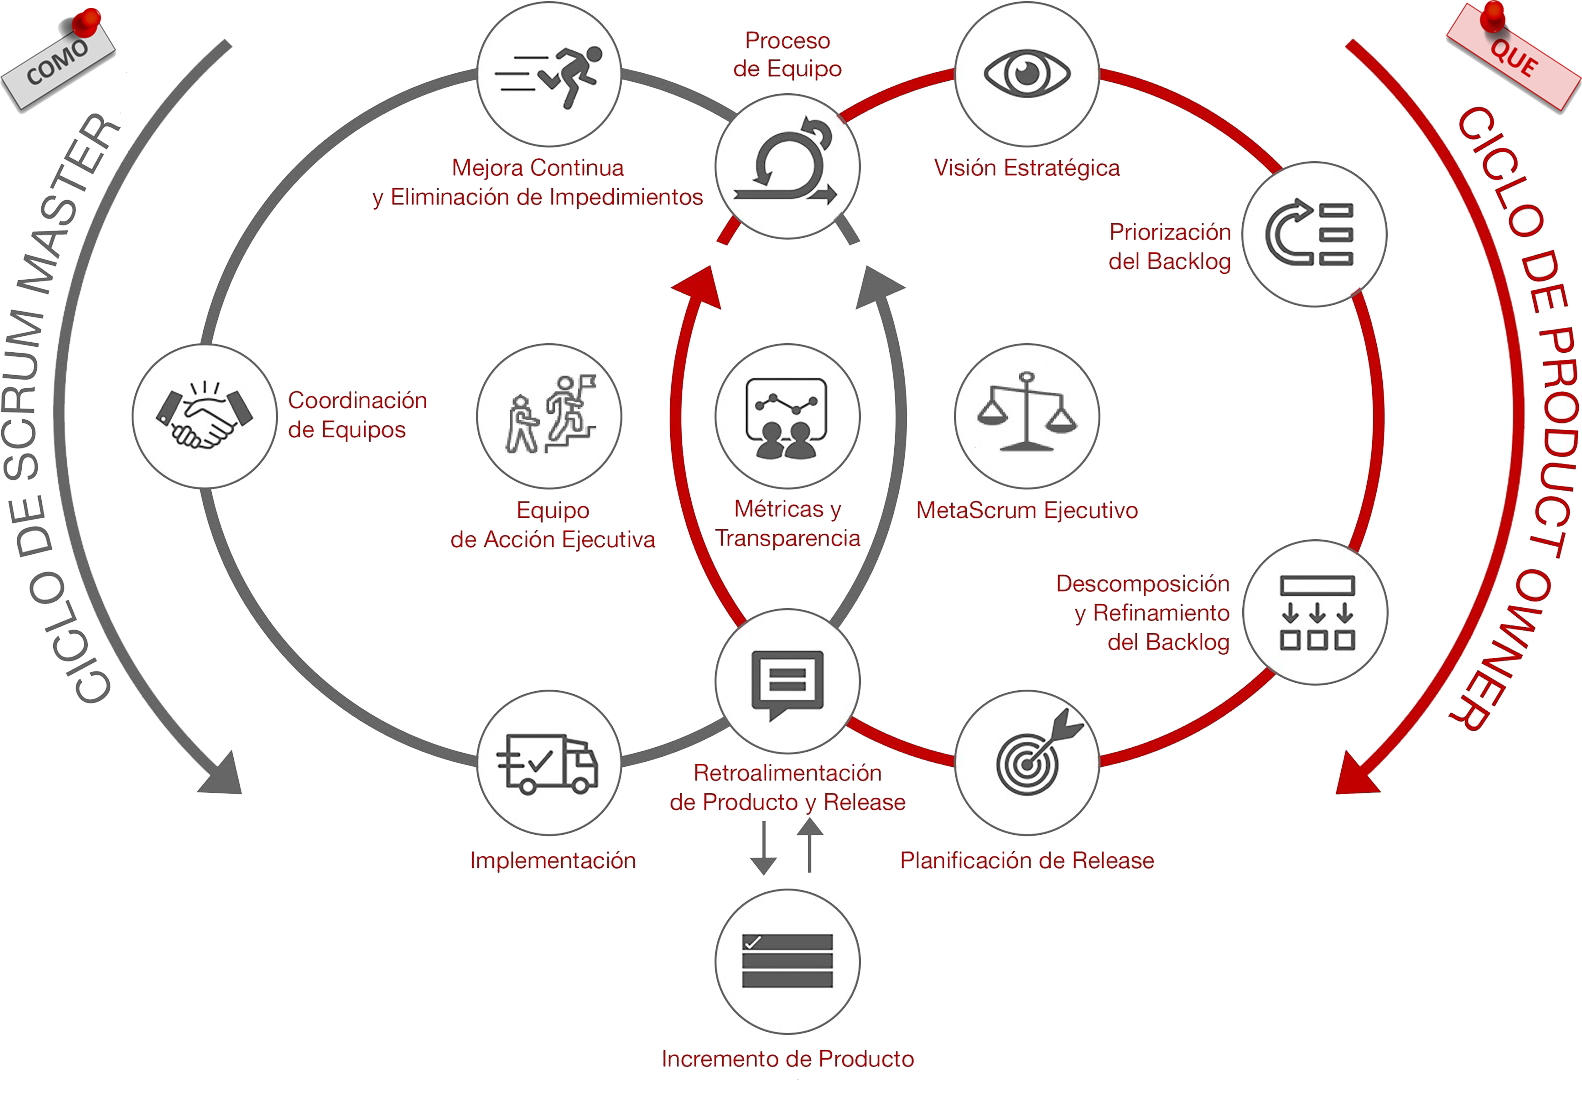 COMO
QUE
CICLO DE SCRUM MASTER
CICLO DE PRODUCT OWNER
Proceso
de Equipo
Mejora Continua
y Eliminación de Impedimientos
Visión Estratégica
Priorización
del Backlog
Coordinación
de Equipos
Equipo
de Acción Ejecutiva
Métricas y
Transparencia
MetaScrum Ejecutivo
Descomposición
y Refinamiento
del Backlog
Retroalimentación
de Producto y Release
Implementación
Planificación de Release
Incremento de Producto